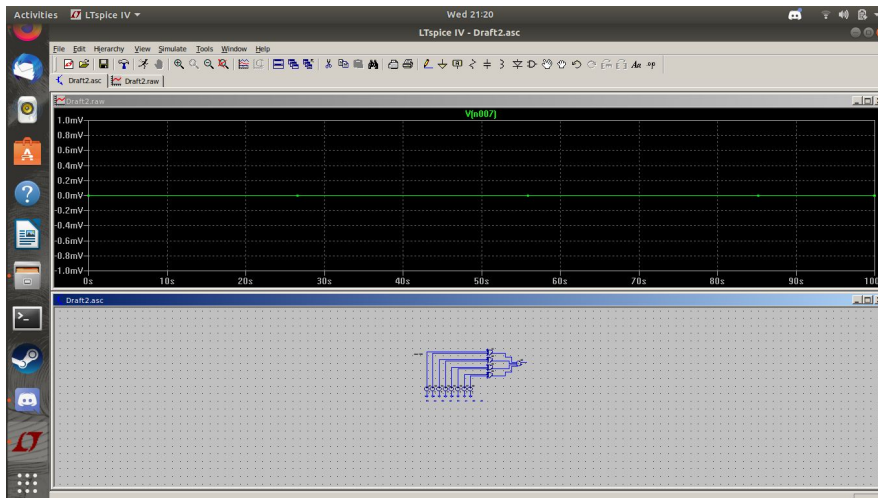 Activities LTspice IV Wed 21:20
LTspice IV - Draft2.asc
File Edit Hierarchy View Simulate Tools Window Help
Draft2.asc Draft2.raw
Draft2.raw
V(n007)
1.0mV
0.8mV
0.6mV
0.4mV
0.2mV
0.0mV
-0.2mV
-0.4mV
-0.6mV
-0.8mV
-1.0mV
0s 10s 20s 30s 40s 50s 60s 70s 80s 90s 100
Draft2.asc